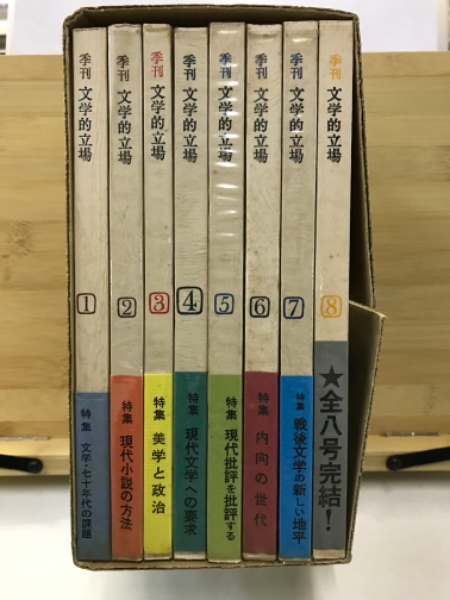 季刊 文学的立場
1
特集 文学・七十年代の課題
季刊 文学的立場
2
特集 現代小説の方法
季刊 文学的立場
3
特集 美学と政治
季刊 文学的立場
4
特集 現代文学への要求
季刊 文学的立場
5
特集 現代批評を批評する
季刊 文学的立場
6
特集 内向の世代
季刊 文学的立場
7
特集 戦後文学の新しい地平
季刊 文学的立場
8
★全八号完結!